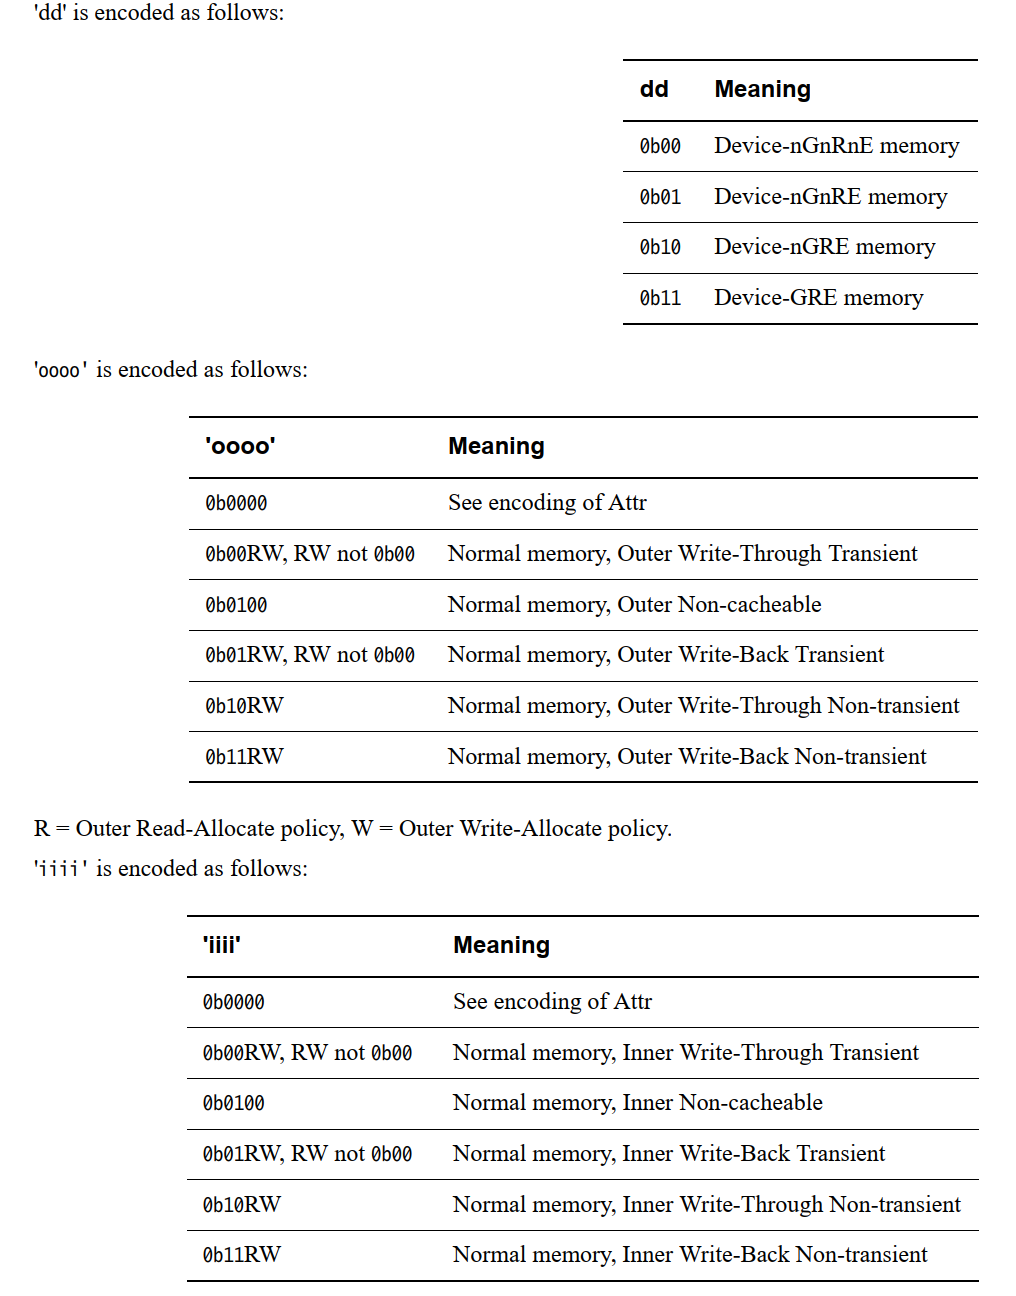 'dd' is encoded as follows:
dd Meaning
0b00 Device-nGnRnE memory
0b01 Device-nGnRE memory
0b10 Device-nGRE memory
0b11 Device-GRE memory
'oooo' is encoded as follows:
'oooo' Meaning
0b0000 See encoding of Attr
0b00RW, RW not 0b00 Normal memory, Outer Write-Through Transient
0b0100 Normal memory, Outer Non-cacheable
0b01RW, RW not 0b00 Normal memory, Outer Write-Back Transient
0b10RW Normal memory, Outer Write-Through Non-transient
0b11RW Normal memory, Outer Write-Back Non-transient
R = Outer Read-Allocate policy, W = Outer Write-Allocate policy.
'iiii' is encoded as follows:
'iiii' Meaning
0b0000 See encoding of Attr
0b00RW, RW not 0b00 Normal memory, Inner Write-Through Transient
0b0100 Normal memory, Inner Non-cacheable
0b01RW, RW not 0b00 Normal memory, Inner Write-Back Transient
0b10RW Normal memory, Inner Write-Through Non-transient
0b11RW Normal memory, Inner Write-Back Non-transient